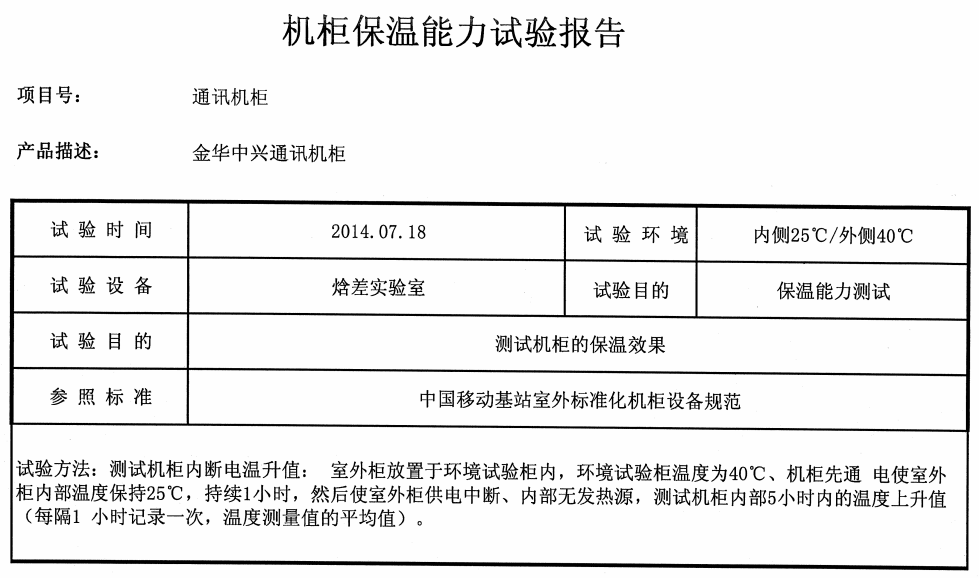 机柜保温能力试验报告
项目号： 通讯机柜
产品描述： 金华中兴通讯机柜
试 验 时 间 2014.07.18 试 验 环 境 内侧25℃/外侧40℃
试 验 设 备 焓差实验室 试验目的 保温能力测试
试 验 目 的 测试机柜的保温效果
参 照 标 准 中国移动基站室外标准化机柜设备规范
试验方法：测试机柜内断电温升值： 室外柜放置于环境试验柜内，环境试验柜温度为40℃、机柜先通 电使室外
柜内部温度保持25℃，持续1小时，然后使室外柜供电中断、内部无发热源，测试机柜内部5小时内的温度上升值
（每隔1 小时记录一次，温度测量值的平均值）。